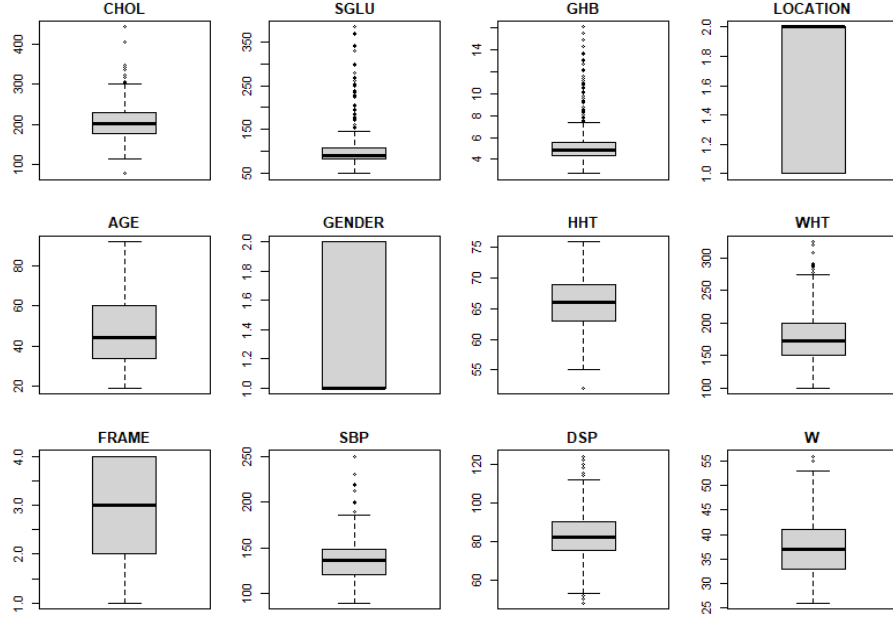 CHOL SGLU GHB LOCATION
100 200 300 400
50 150 250 350
4 6 8 10 14
1.0 1.2 1.4 1.6 1.8 2.0
AGE GENDER HHT WHT
20 40 60 80
1.0 1.2 1.4 1.6 1.8 2.0
55 60 65 70 75
100 150 200 250 300
FRAME SBP DSP W
1.0 2.0 3.0 4.0
100 150 200 250
60 80 100 120
25 30 35 40 45 50 55